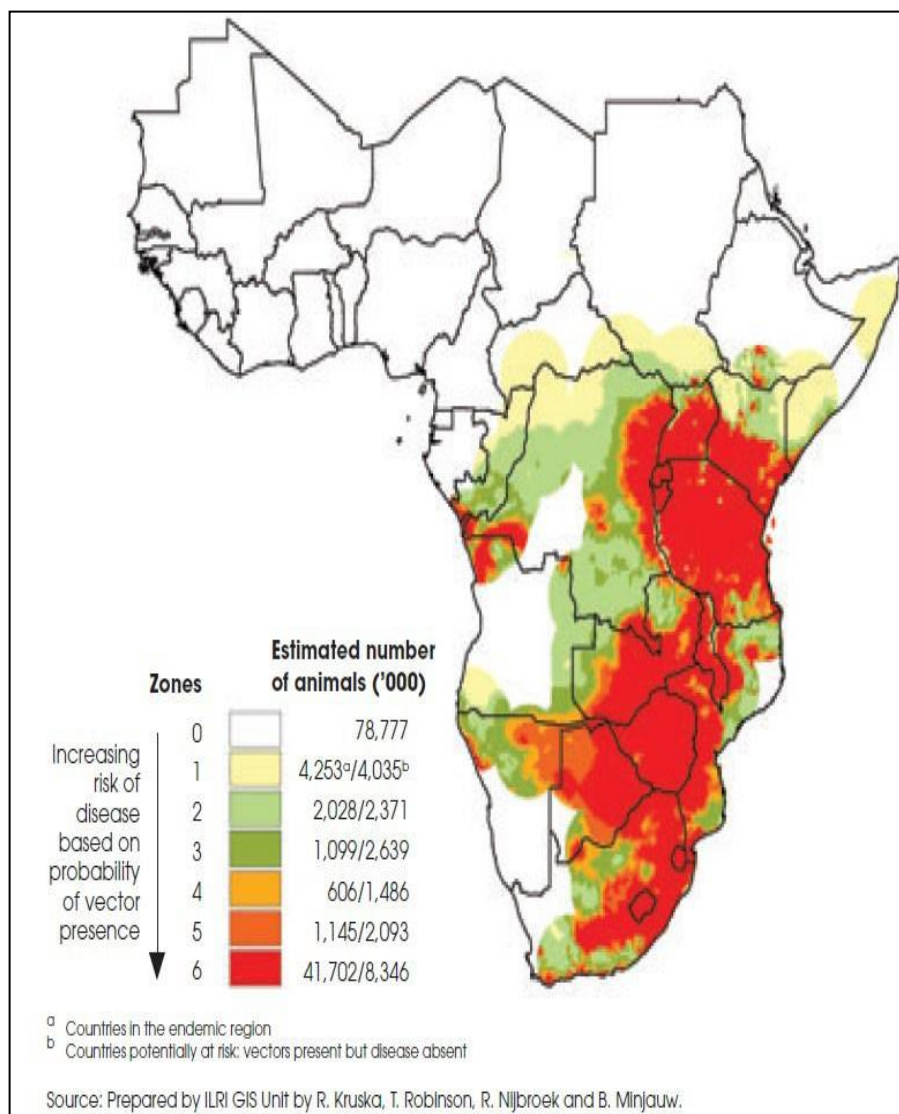 Estimated number
Zones of animals ('000)
0 78,777
1 4,253ᵃ/4,035ᵇ
2 2,028/2,371
3 1,099/2,639
4 606/1,486
5 1,145/2,093
6 41,702/8,346
Increasing
risk of
disease
based on
probability
of vector
presence
ᵃ Countries in the endemic region
ᵇ Countries potentially at risk: vectors present but disease absent
Source: Prepared by ILRI GIS Unit by R. Kruska, T. Robinson, R. Nijbroek and B. Minjauw.